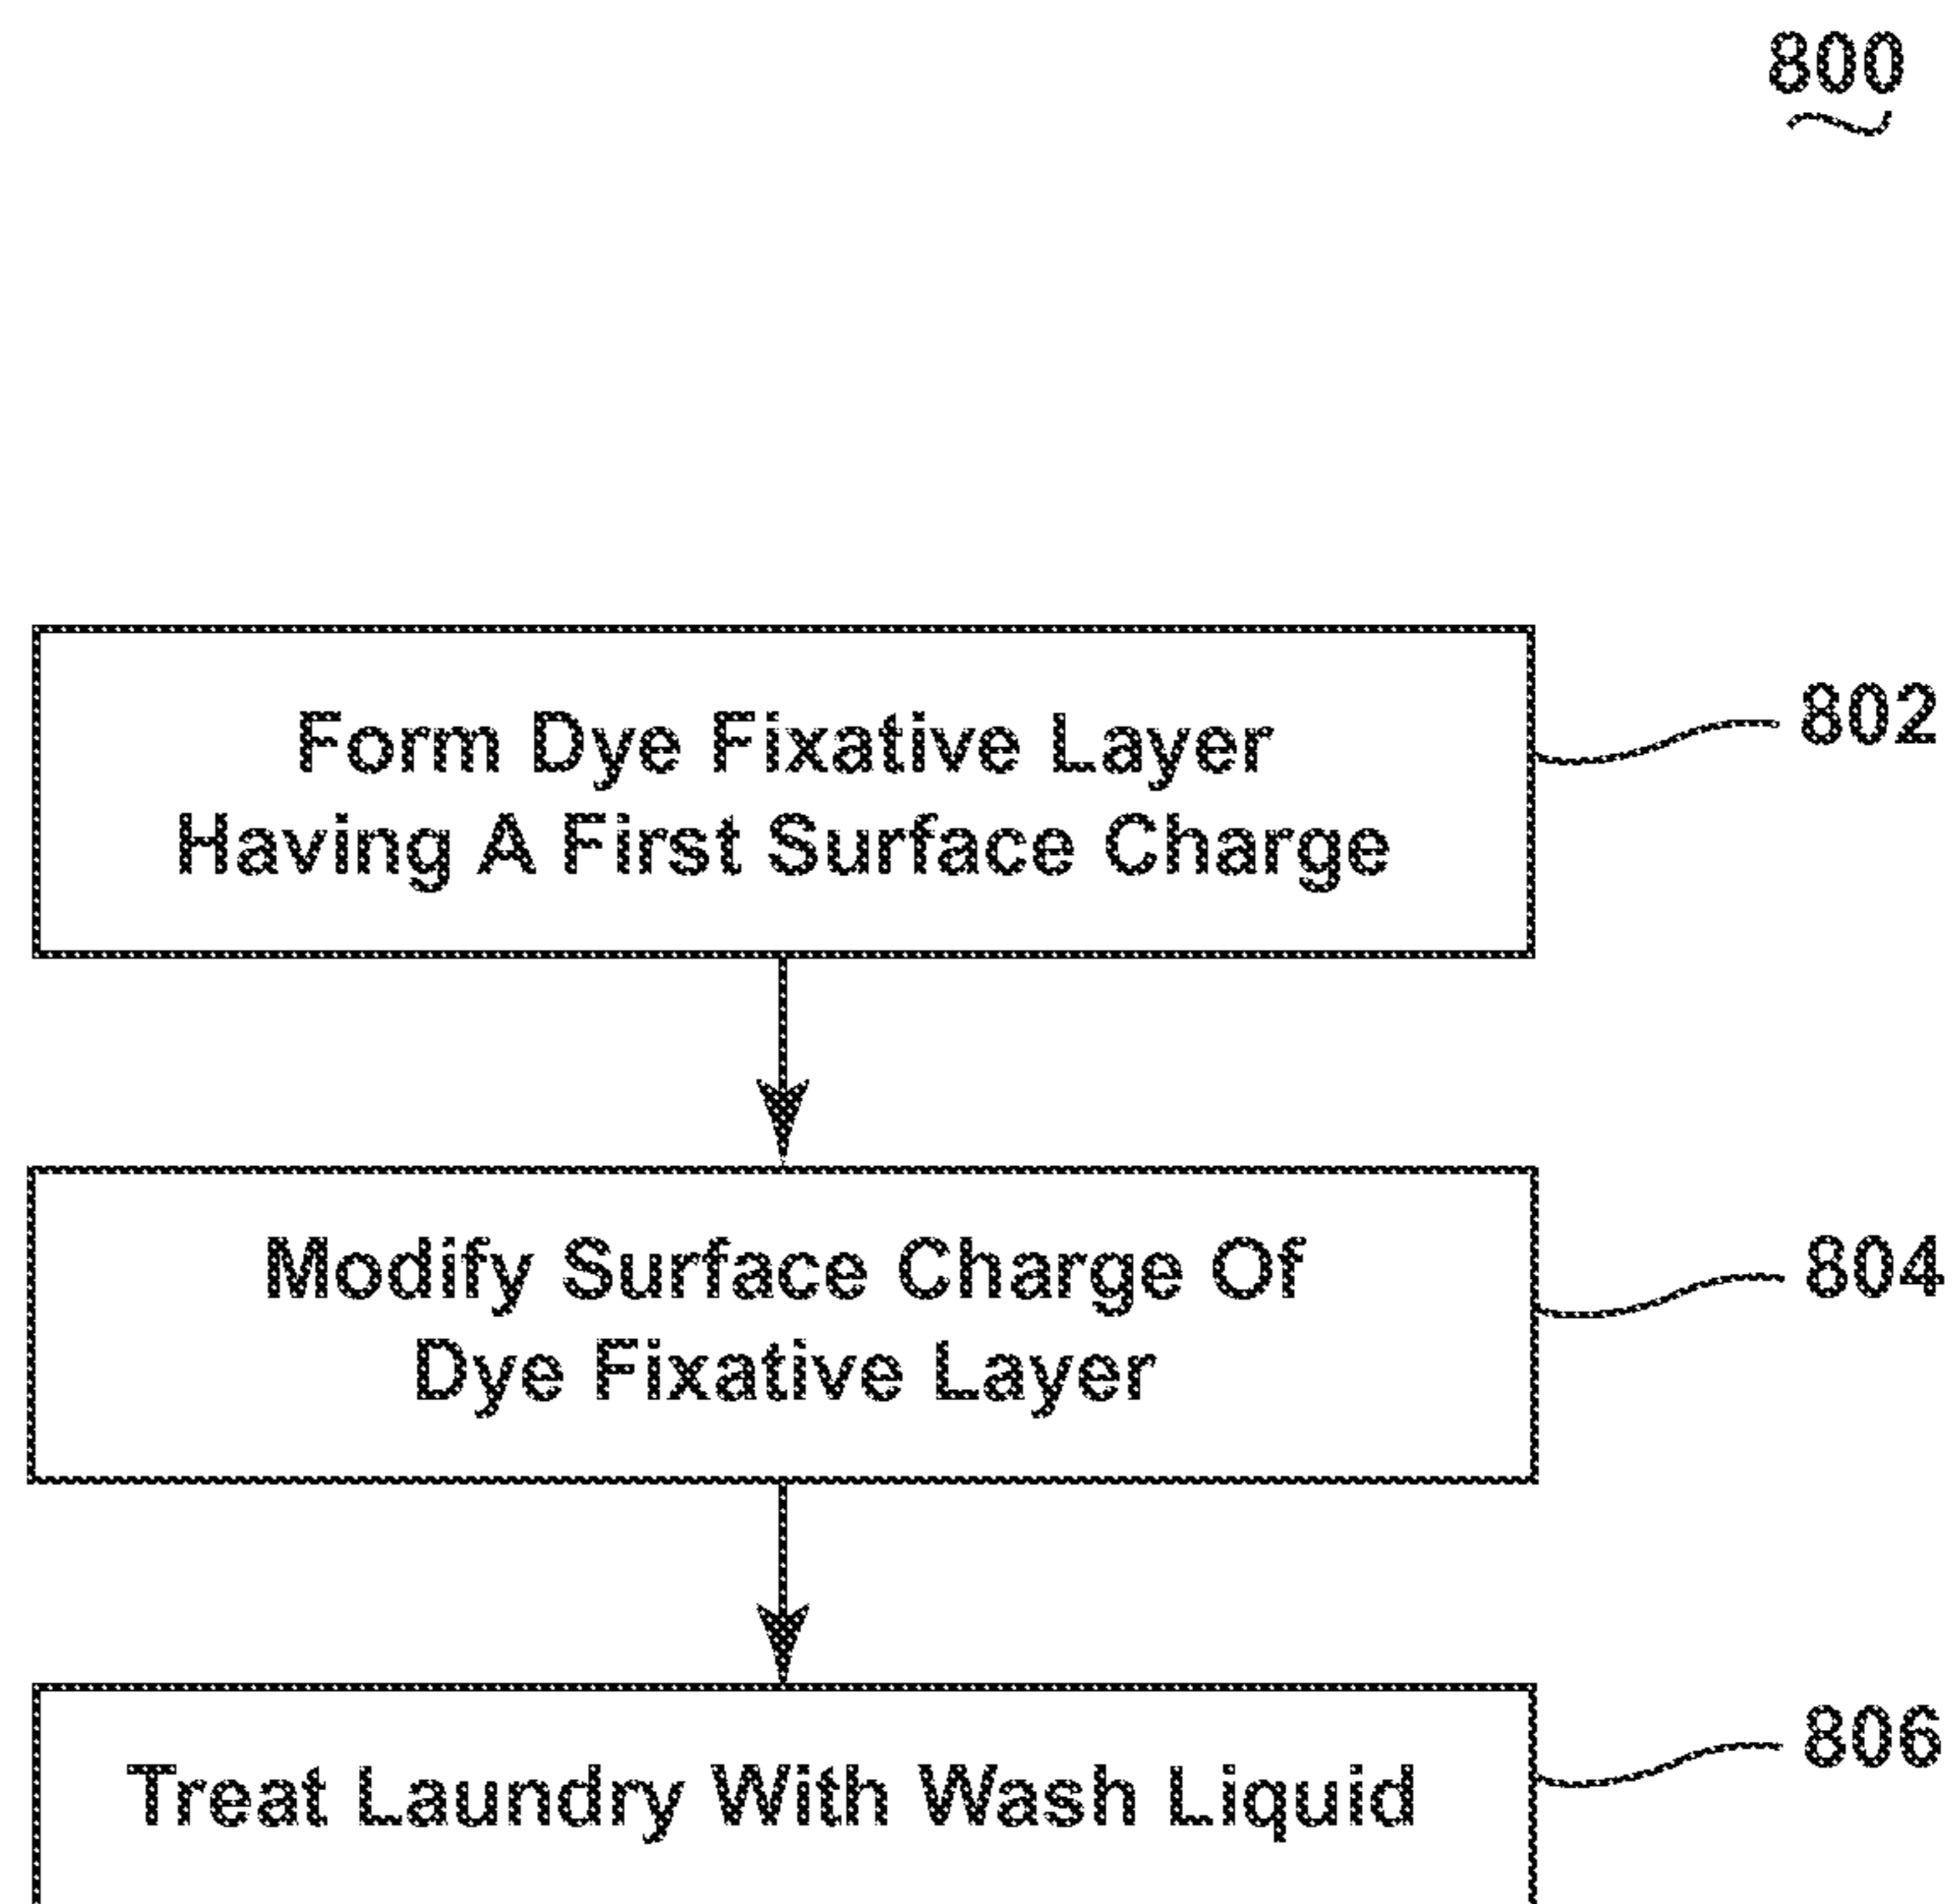 800
Form Dye Fixative Layer
Having A First Surface Charge
802
Modify Surface Charge Of
Dye Fixative Layer
804
Treat Laundry With Wash Liquid
806